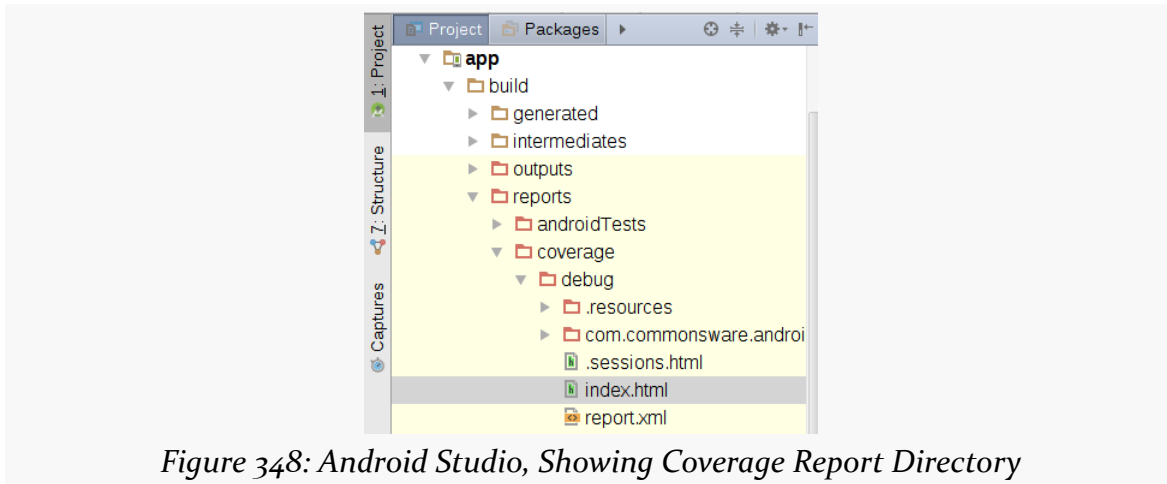 1: Project
7: Structure
Captures
Project Packages
app
build
generated
intermediates
outputs
reports
androidTests
coverage
debug
.resources
com.commonsware.androi
.sessions.html
index.html
report.xml
Figure 348: Android Studio, Showing Coverage Report Directory